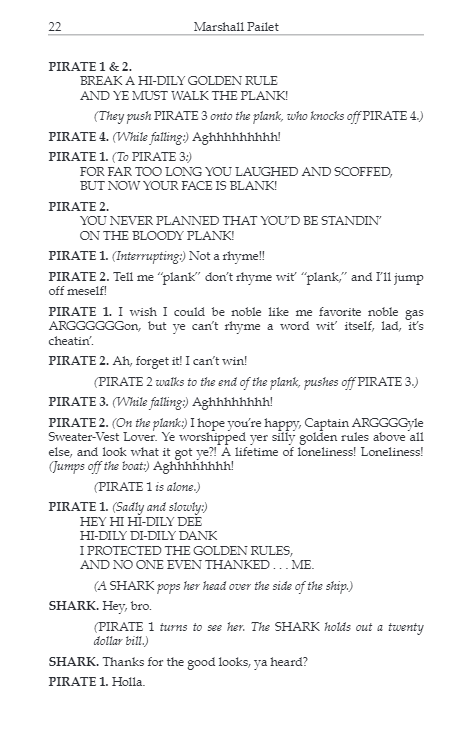 22 Marshall Pailet
PIRATE 1 & 2.
BREAK A HI-DILY GOLDEN RULE
AND YE MUST WALK THE PLANK!
(They push PIRATE 3 onto the plank, who knocks off PIRATE 4.)
PIRATE 4. (While falling:) Aghhhhhhhhh!
PIRATE 1. (To PIRATE 3:)
FOR FAR TOO LONG YOU LAUGHED AND SCOFFED,
BUT NOW YOUR FACE IS BLANK!
PIRATE 2.
YOU NEVER PLANNED THAT YOU'D BE STANDIN'
ON THE BLOODY PLANK!
PIRATE 1. (Interrupting:) Not a rhyme!!
PIRATE 2. Tell me “plank” don't rhyme wit' “plank,” and I'll jump
off meself!
PIRATE 1. I wish I could be noble like me favorite noble gas
ARGGGGGGon, but ye can't rhyme a word wit' itself, lad, it's
cheatin'.
PIRATE 2. Ah, forget it! I can't win!
(PIRATE 2 walks to the end of the plank, pushes off PIRATE 3.)
PIRATE 3. (While falling:) Aghhhhhhhh!
PIRATE 2. (On the plank:) I hope you're happy, Captain ARGGGGyle
Sweater-Vest Lover. Ye worshipped yer silly golden rules above all
else, and look what it got ye?! A lifetime of loneliness! Loneliness!
(Jumps off the boat:) Aghhhhhhhh!
(PIRATE 1 is alone.)
PIRATE 1. (Sadly and slowly:)
HEY HI HI-DILY DEE
HI-DILY DI-DILY DANK
I PROTECTED THE GOLDEN RULES,
AND NO ONE EVEN THANKED . . . ME.
(A SHARK pops her head over the side of the ship.)
SHARK. Hey, bro.
(PIRATE 1 turns to see her. The SHARK holds out a twenty
dollar bill.)
SHARK. Thanks for the good looks, ya heard?
PIRATE 1. Holla.